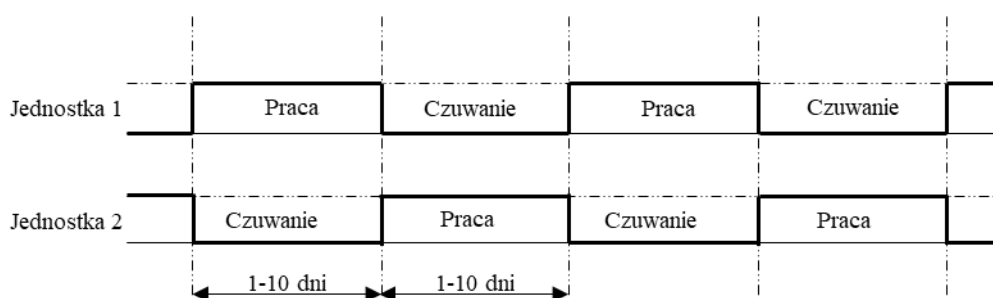 Jednostka 1 Praca Czuwanie Praca Czuwanie
Jednostka 2 Czuwanie Praca Czuwanie Praca
1-10 dni 1-10 dni